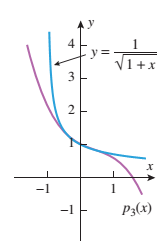 y
4
y = 1/√(1 + x)
3
2
1
x
−1
1
−1
p₃(x)